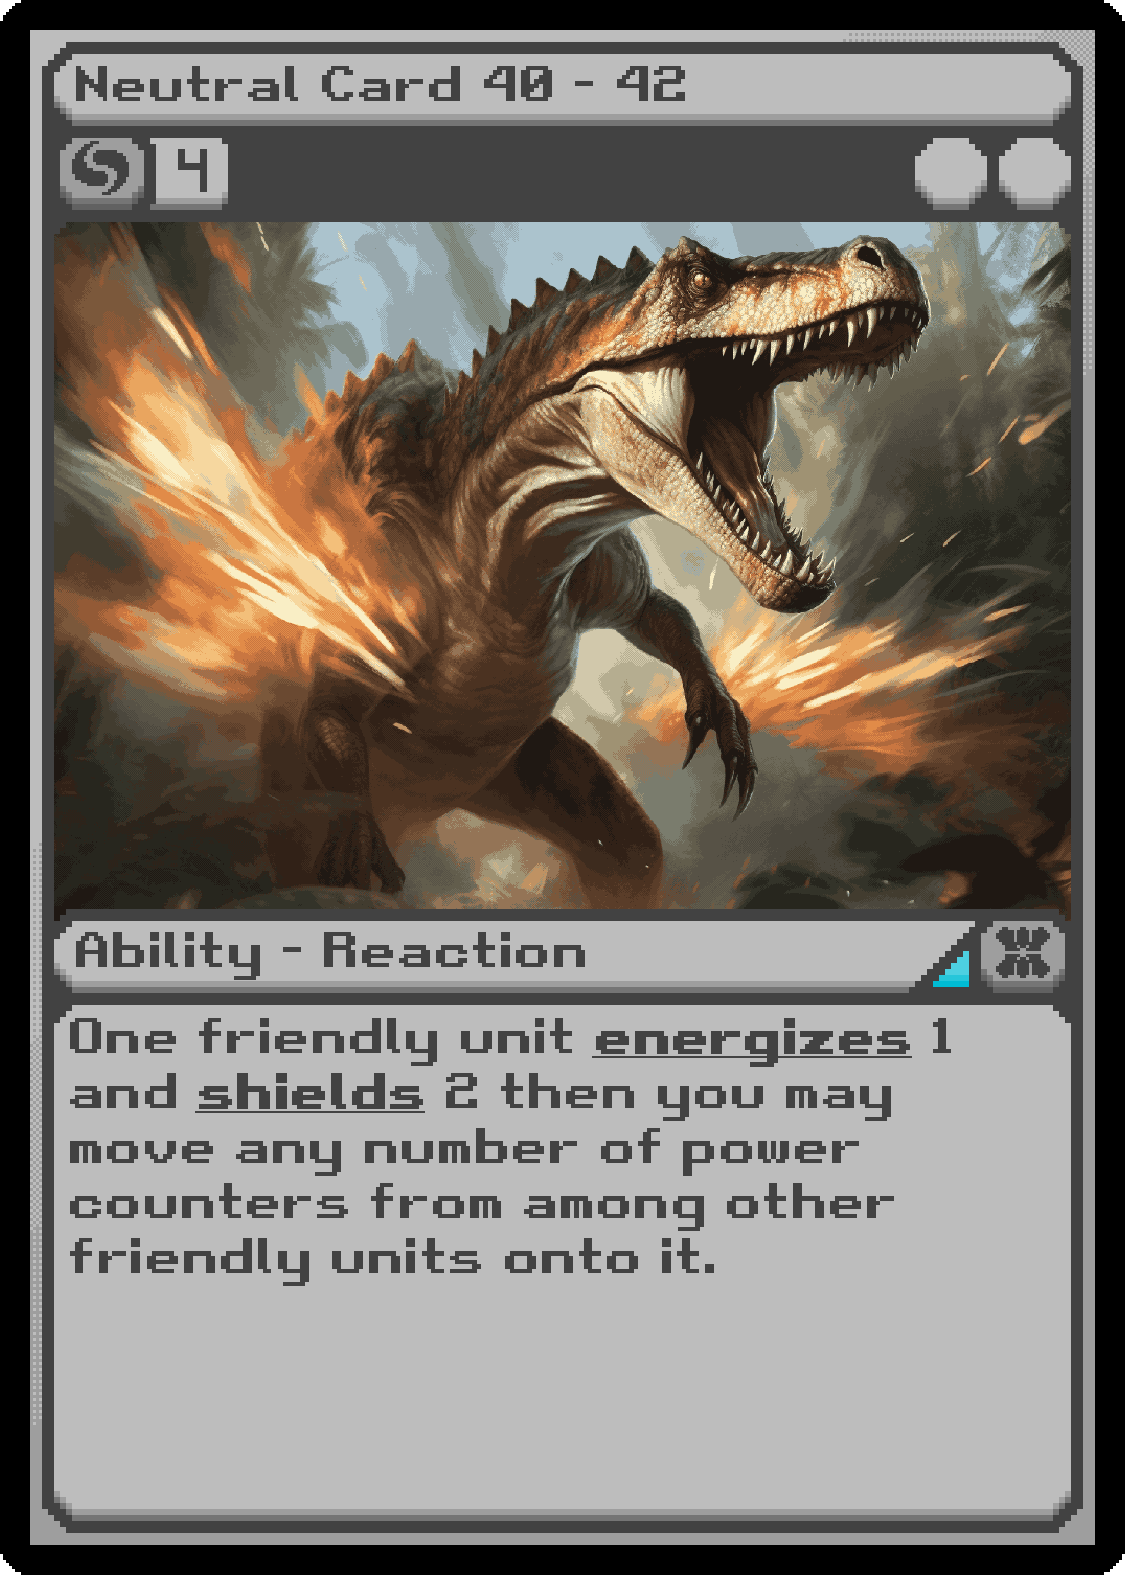 Neutral Card 40 - 42
4
Ability - Reaction
One friendly unit energizes 1
and shields 2 then you may
move any number of power
counters from among other
friendly units onto it.